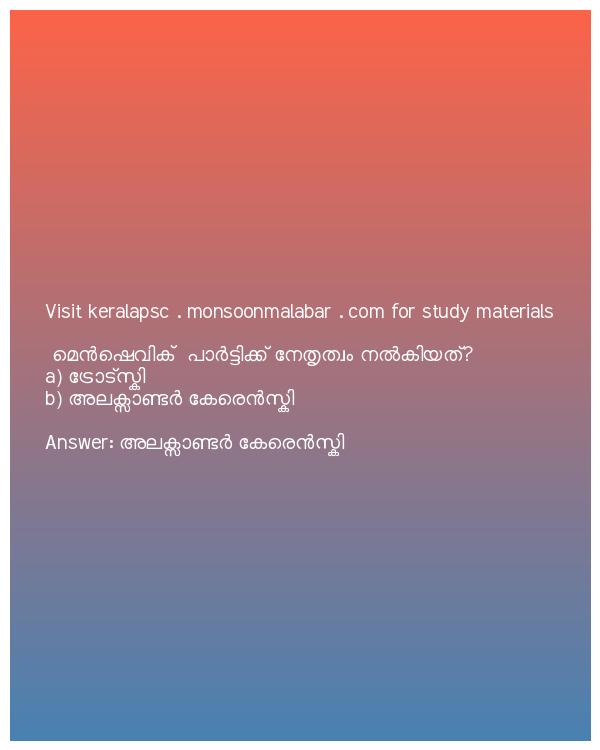 Visit keralapsc . monsoonmalabar . com for study materials
മെൻഷെവിക് പാർട്ടിക്ക് നേതൃത്വം നൽകിയത്?
a) ട്രോട്സ്കി
b) അലക്സാണ്ടർ കേരെൻസ്കി
Answer: അലക്സാണ്ടർ കേരെൻസ്കി